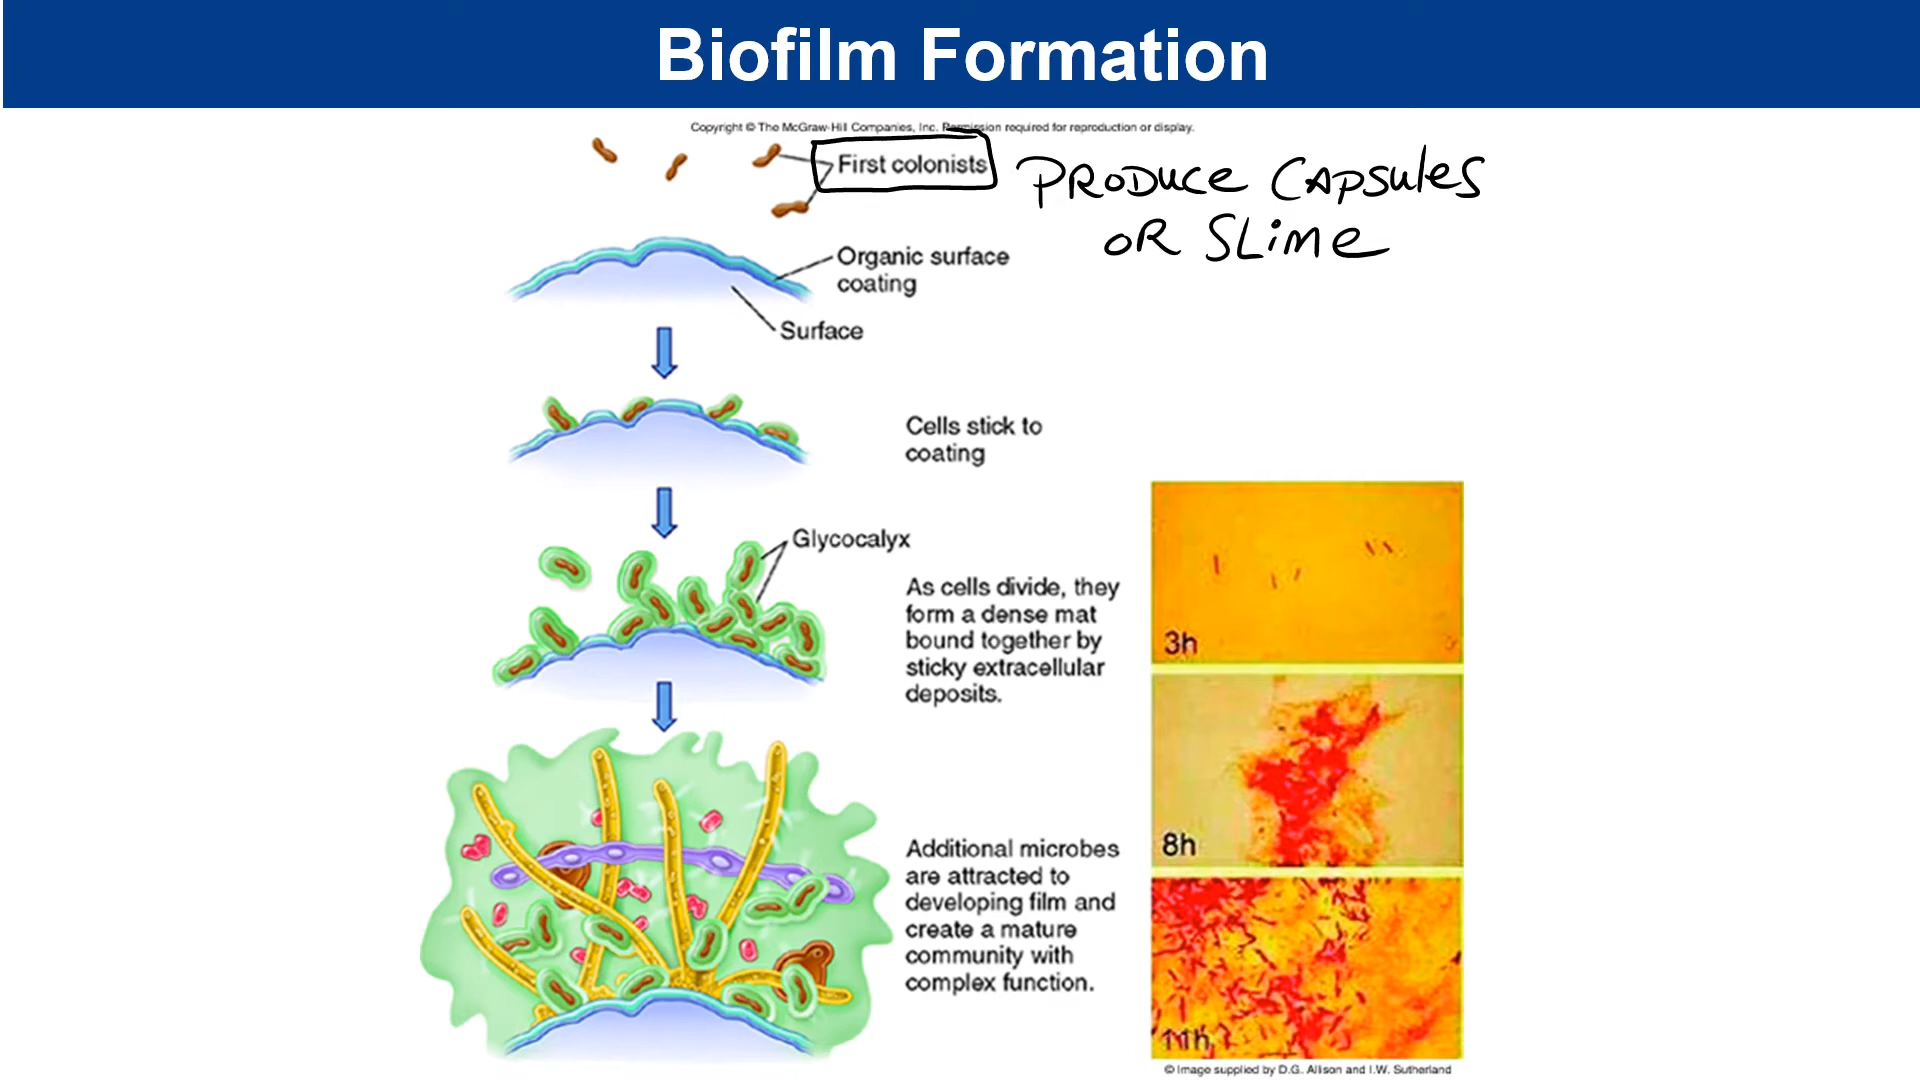 Biofilm Formation
Copyright © The McGraw-Hill Companies, Inc. Permission required for reproduction or display.
First colonists
PRODUCE CAPSULES
OR SLIME
Organic surface
coating
Surface
Cells stick to
coating
Glycocalyx
As cells divide, they
form a dense mat
bound together by
sticky extracellular
deposits.
3h
8h
Additional microbes
are attracted to
developing film and
create a mature
community with
complex function.
11h
© Image supplied by D.G. Allison and I.W. Sutherland